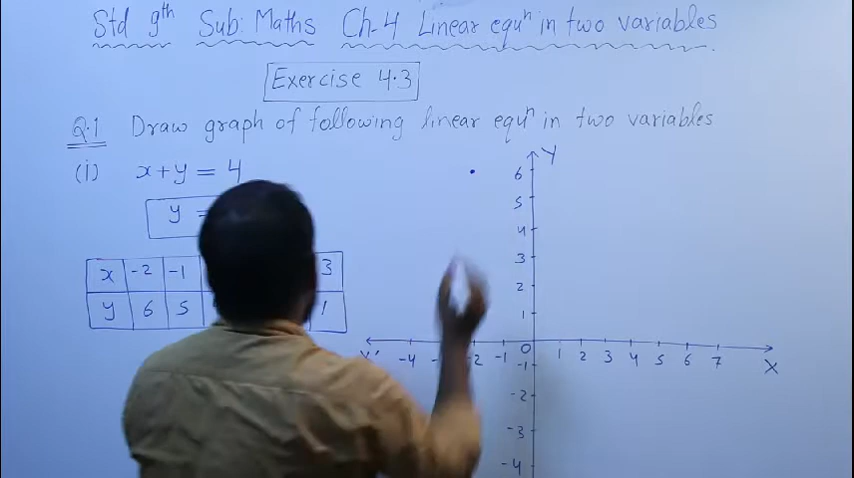 Std 9th Sub: Maths Ch-4 Linear equn in two variables
Exercise 4.3
Q.1 Draw graph of following linear equn in two variables
(i) x+y = 4
y =
x -2 -1 3
y 6 5 1
Y
6
5
4
3
2
1
X' -4 -2 -1 0 1 2 3 4 5 6 7 X
-1
-2
-3
-4